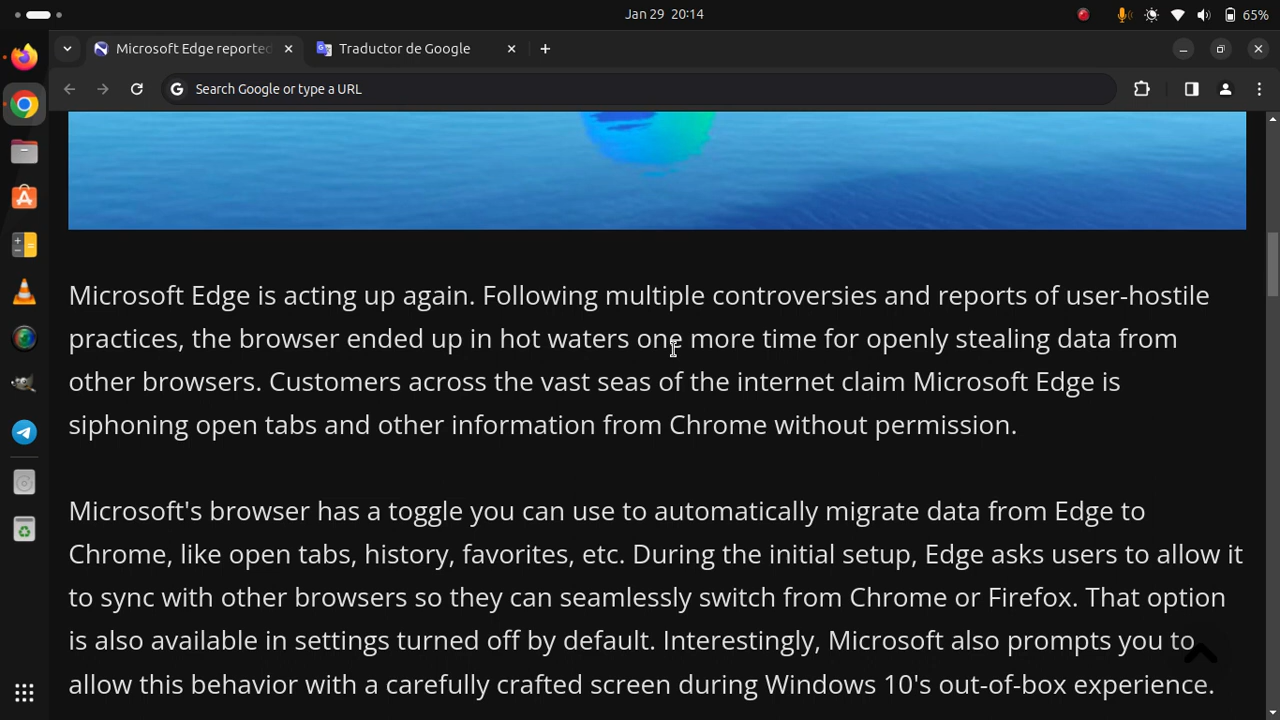 Jan 29 20:14
65%
Microsoft Edge reported
Traductor de Google
Search Google or type a URL
Microsoft Edge is acting up again. Following multiple controversies and reports of user-hostile
practices, the browser ended up in hot waters one more time for openly stealing data from
other browsers. Customers across the vast seas of the internet claim Microsoft Edge is
siphoning open tabs and other information from Chrome without permission.
Microsoft's browser has a toggle you can use to automatically migrate data from Edge to
Chrome, like open tabs, history, favorites, etc. During the initial setup, Edge asks users to allow it
to sync with other browsers so they can seamlessly switch from Chrome or Firefox. That option
is also available in settings turned off by default. Interestingly, Microsoft also prompts you to
allow this behavior with a carefully crafted screen during Windows 10's out-of-box experience.